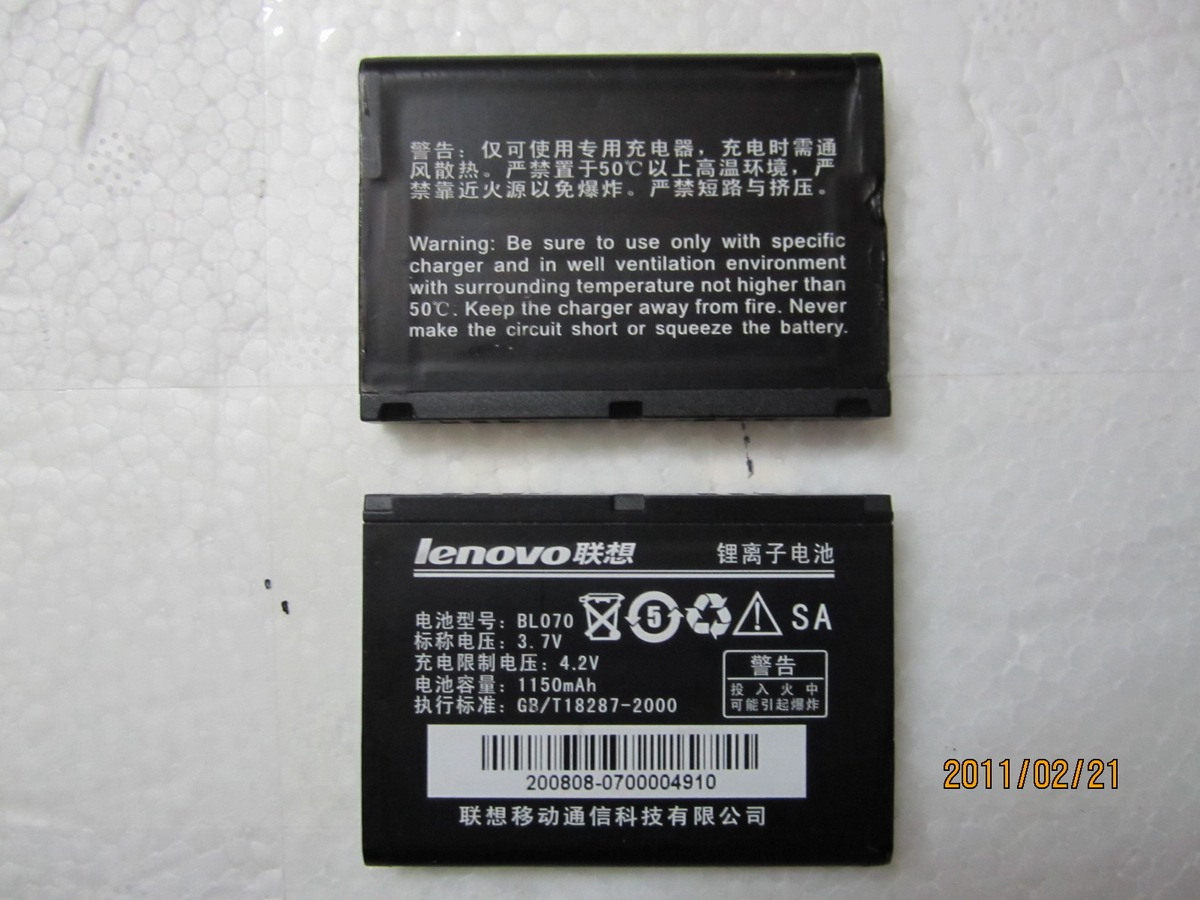 警告：仅可使用专用充电器，充电时需通
风散热。严禁置于50℃以上高温环境，严
禁靠近火源以免爆炸。严禁短路与挤压。
Warning: Be sure to use only with specific
charger and in well ventilation environment
with surrounding temperature not higher than
50℃. Keep the charger away from fire. Never
make the circuit short or squeeze the battery.
lenovo联想 锂离子电池
电池型号：BL070
5
SA
标称电压：3.7V
充电限制电压：4.2V
电池容量：1150mAh
执行标准：GB/T18287-2000
警告
投入火中
可能引起爆炸
200808-0700004910
联想移动通信科技有限公司
2011/02/21